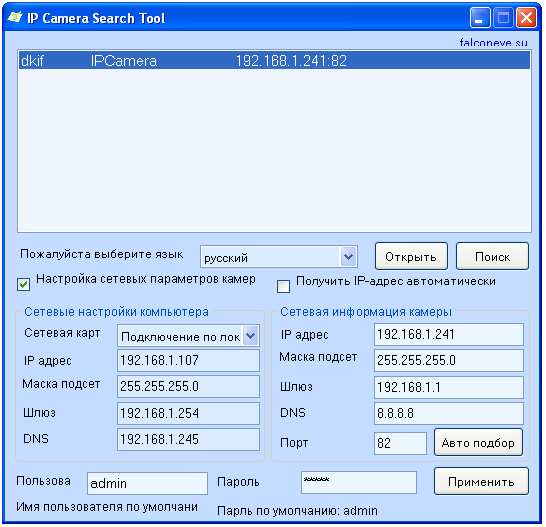 IP Camera Search Tool
falconeye.su
dkif IPCamera 192.168.1.241:82
Пожалуйста выберите язык русский Открыть Поиск
Настройка сетевых параметров камер Получить IP-адрес автоматически
Сетевые настройки компьютера
Сетевая карт Подключение по лок
IP адрес 192.168.1.107
Маска подсет 255.255.255.0
Шлюз 192.168.1.254
DNS 192.168.1.245
Сетевая информация камеры
IP адрес 192.168.1.241
Маска подсет 255.255.255.0
Шлюз 192.168.1.1
DNS 8.8.8.8
Порт 82 Авто подбор
Пользова admin Пароль ***** Применить
Имя пользователя по умолчани Парль по умолчанию: admin